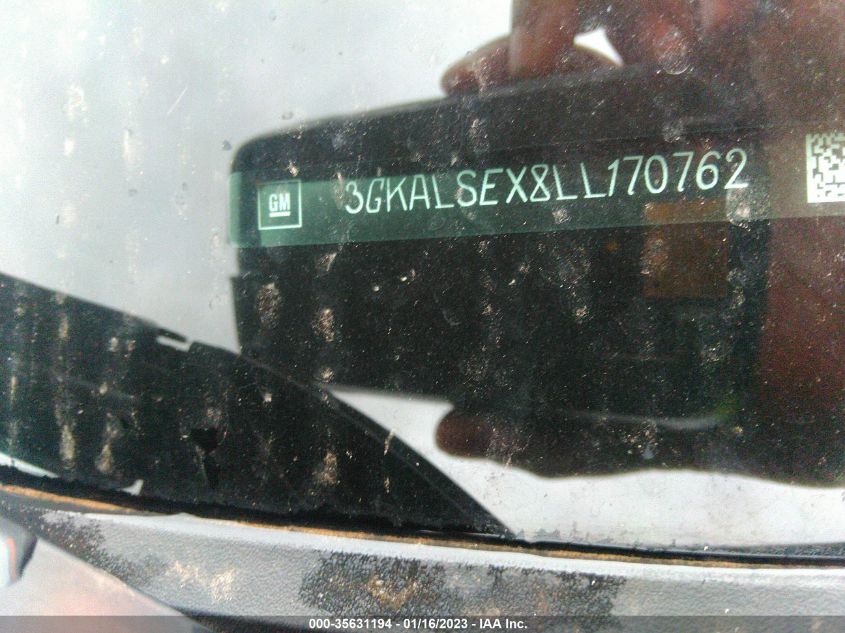 GM 3GKALSEX8LL170762
000-35631194 - 01/16/2023 - IAA Inc.